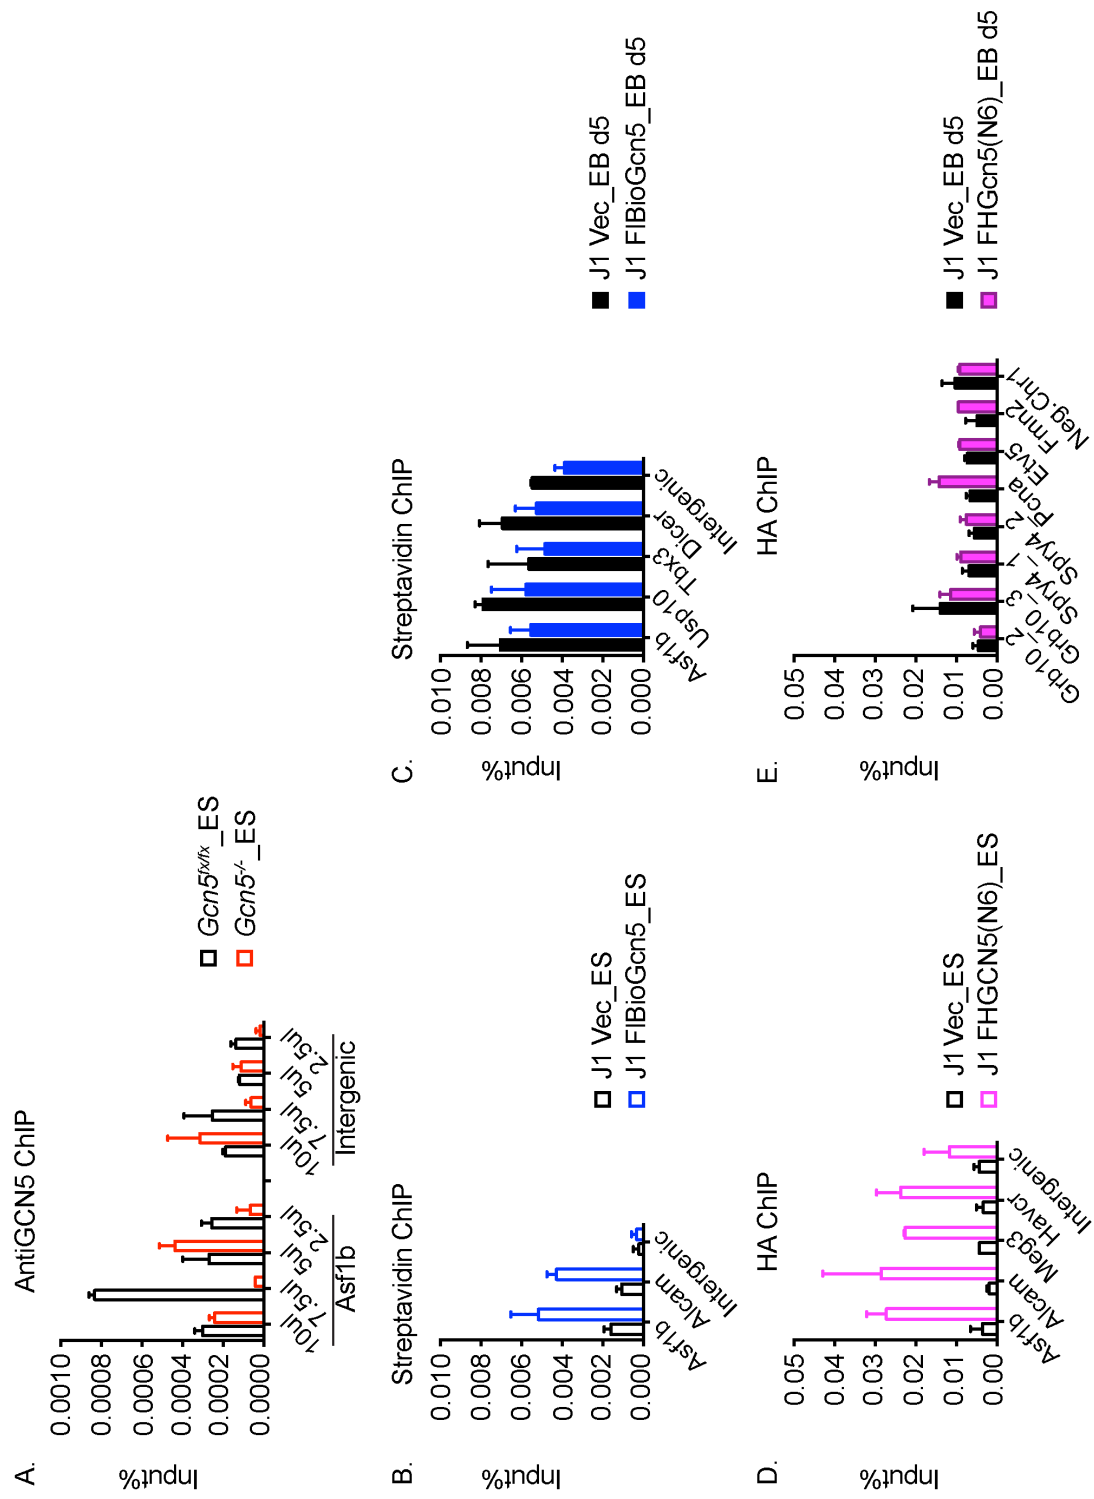 A.
AntiGCN5 ChIP
Input%
0.0010
0.0008
0.0006
0.0004
0.0002
0.0000
10ul
7.5ul
5ul
2.5ul
10ul
7.5ul
5ul
2.5ul
Asf1b
Intergenic
Gcn5fx/fx_ES
Gcn5-/-_ES
B.
Streptavidin ChIP
Input%
0.010
0.008
0.006
0.004
0.002
0.000
Asf1b
Alcam
Intergenic
J1 Vec_ES
J1 FlBioGcn5_ES
C.
Streptavidin ChIP
Input%
0.010
0.008
0.006
0.004
0.002
0.000
Asf1b
Usp10
Tbx3
Dicer
Intergenic
J1 Vec_EB d5
J1 FlBioGcn5_EB d5
D.
HA ChIP
Input%
0.05
0.04
0.03
0.02
0.01
0.00
Asf1b
Alcam
Meg3
Havcr
Intergenic
J1 Vec_ES
J1 FHGCN5(N6)_ES
E.
HA ChIP
Input%
0.05
0.04
0.03
0.02
0.01
0.00
Grb10_2
Grb10_3
Spry4_1
Spry4_2
Pcna
Etv5
Fmn2
Neg.Chr1
J1 Vec_EB d5
J1 FHGcn5(N6)_EB d5